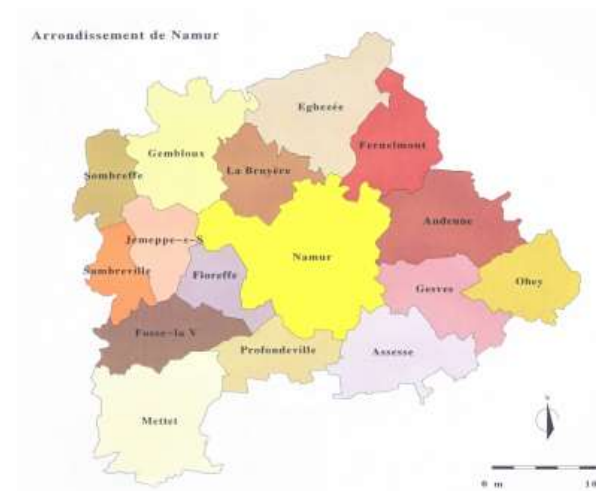 Arrondissement de Namur
Eghezée
Gembloux
Fernelmont
La Bruyère
Sombreffe
Andenne
Jemeppe-s-S
Namur
Sambreville
Floreffe
Gesves
Ohey
Fosse-la V
Profondeville
Assesse
Mettet
0 m 10